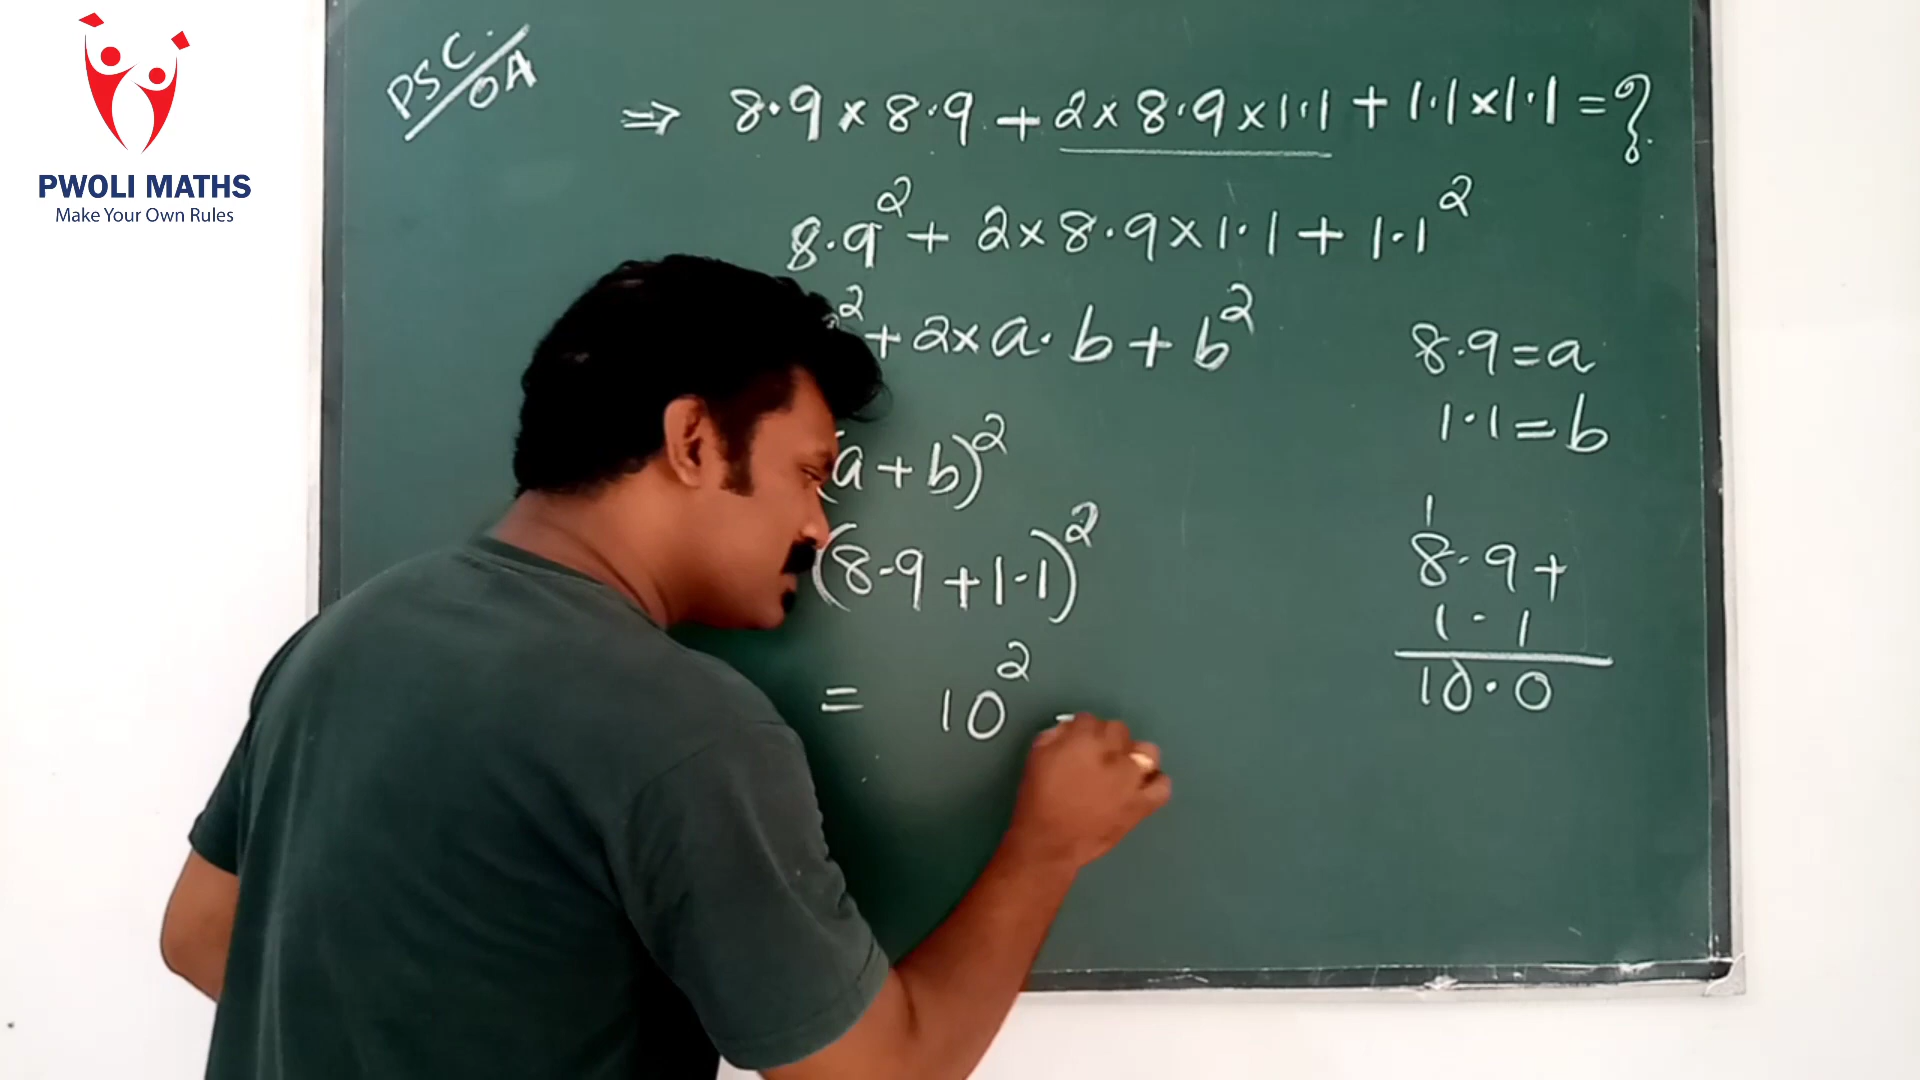 PWOLI MATHS
Make Your Own Rules
PSC/OA
⇒ 8.9 × 8.9 + 2 × 8.9 × 1.1 + 1.1 × 1.1 = ?
8.9² + 2 × 8.9 × 1.1 + 1.1²
² + 2 × a · b + b²
(a + b)²
(8.9 + 1.1)²
= 10²
8.9 = a
1.1 = b
1
8.9 +
1.1
10.0